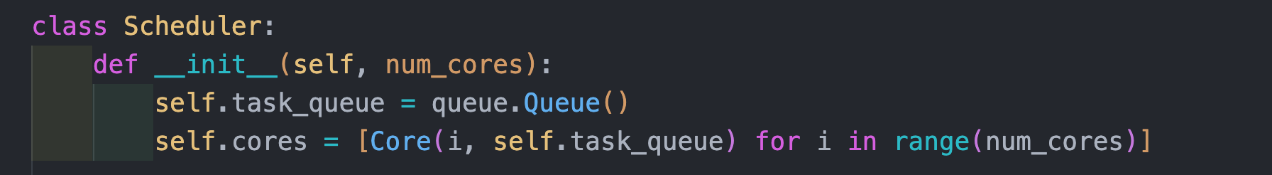 class Scheduler:
    def __init__(self, num_cores):
        self.task_queue = queue.Queue()
        self.cores = [Core(i, self.task_queue) for i in range(num_cores)]